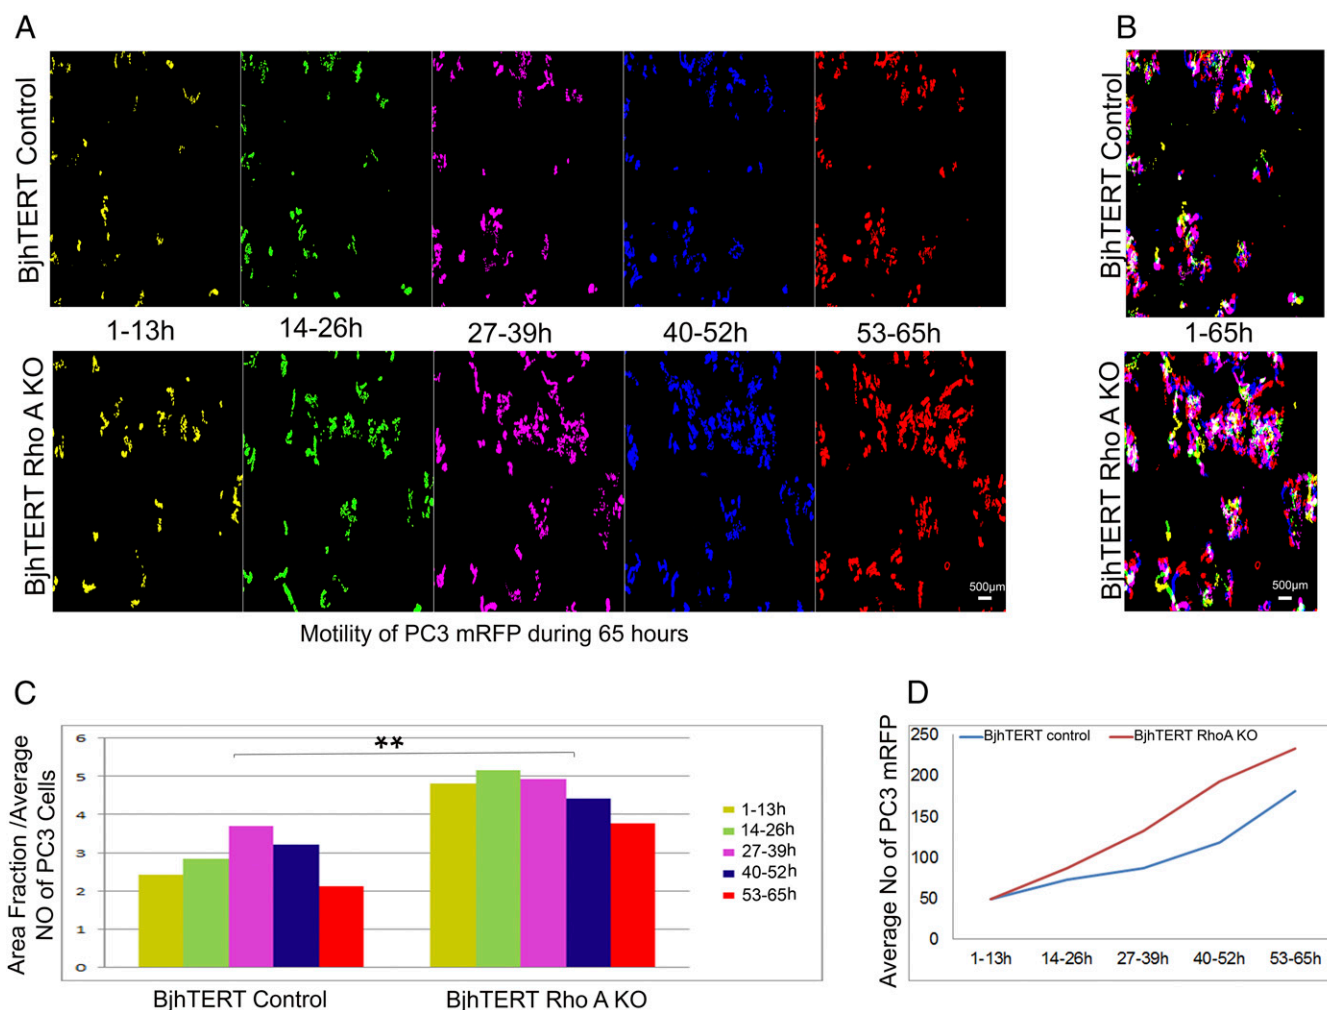 A
B
BjhTERT Control
BjhTERT Control
1-13h
14-26h
27-39h
40-52h
53-65h
1-65h
BjhTERT Rho A KO
500µm
BjhTERT Rho A KO
500µm
Motility of PC3 mRFP during 65 hours
C
Area Fraction /Average
NO of PC3 Cells
6
5
4
3
2
1
0
**
1-13h
14-26h
27-39h
40-52h
53-65h
BjhTERT Control
BjhTERT Rho A KO
D
Average No of PC3 mRFP
250
200
150
100
50
0
BjhTERT control
BjhTERT RhoA KO
1-13h
14-26h
27-39h
40-52h
53-65h